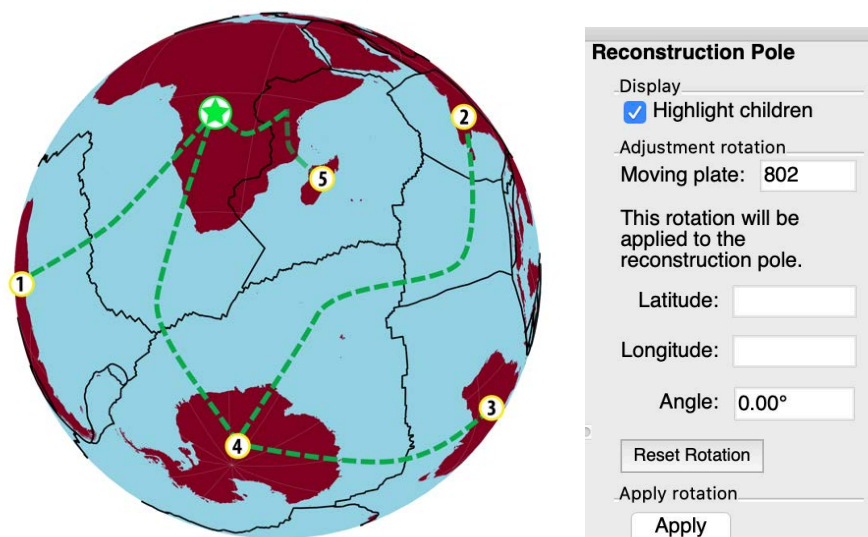 2
5
1
3
4
Reconstruction Pole
Display
Highlight children
Adjustment rotation
Moving plate: 802
This rotation will be
applied to the
reconstruction pole.
Latitude:
Longitude:
Angle: 0.00°
Reset Rotation
Apply rotation
Apply